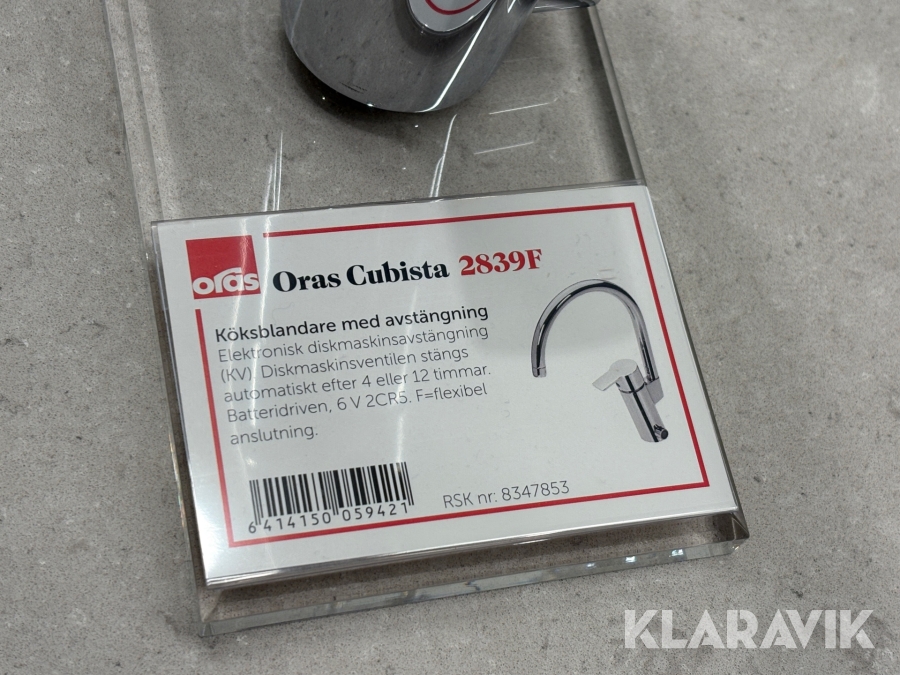 oras Oras Cubista 2839F
Köksblandare med avstängning
Elektronisk diskmaskinsavstängning
(KV). Diskmaskinsventilen stängs
automatiskt efter 4 eller 12 timmar.
Batteridriven, 6 V 2CR5. F=flexibel
anslutning.
6 414150 059421
RSK nr: 8347853
KLARAVIK